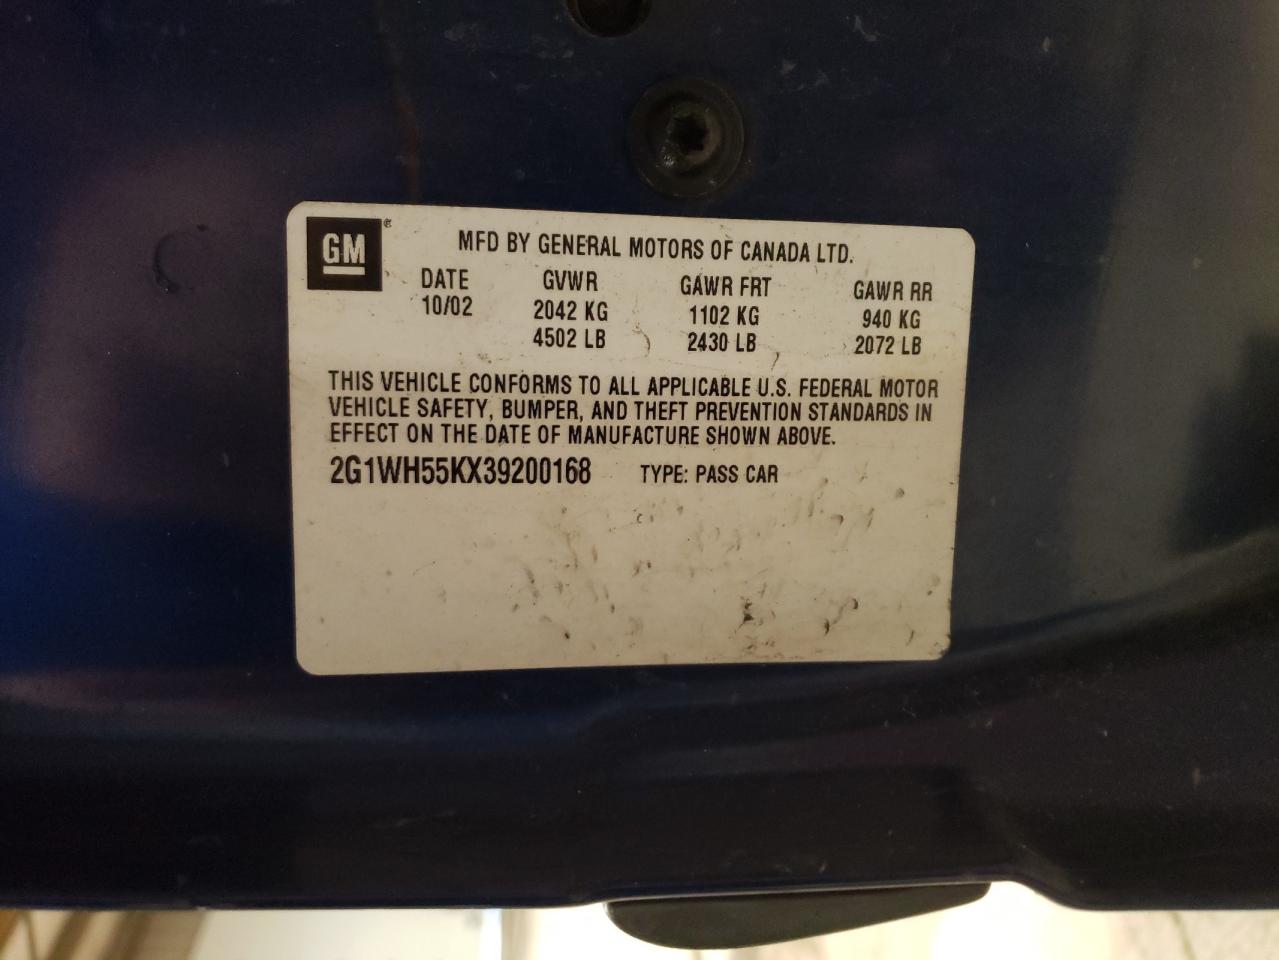 GM
MFD BY GENERAL MOTORS OF CANADA LTD.
DATE GVWR GAWR FRT GAWR RR
10/02 2042 KG 1102 KG 940 KG
4502 LB 2430 LB 2072 LB
THIS VEHICLE CONFORMS TO ALL APPLICABLE U.S. FEDERAL MOTOR
VEHICLE SAFETY, BUMPER, AND THEFT PREVENTION STANDARDS IN
EFFECT ON THE DATE OF MANUFACTURE SHOWN ABOVE.
2G1WH55KX39200168 TYPE: PASS CAR